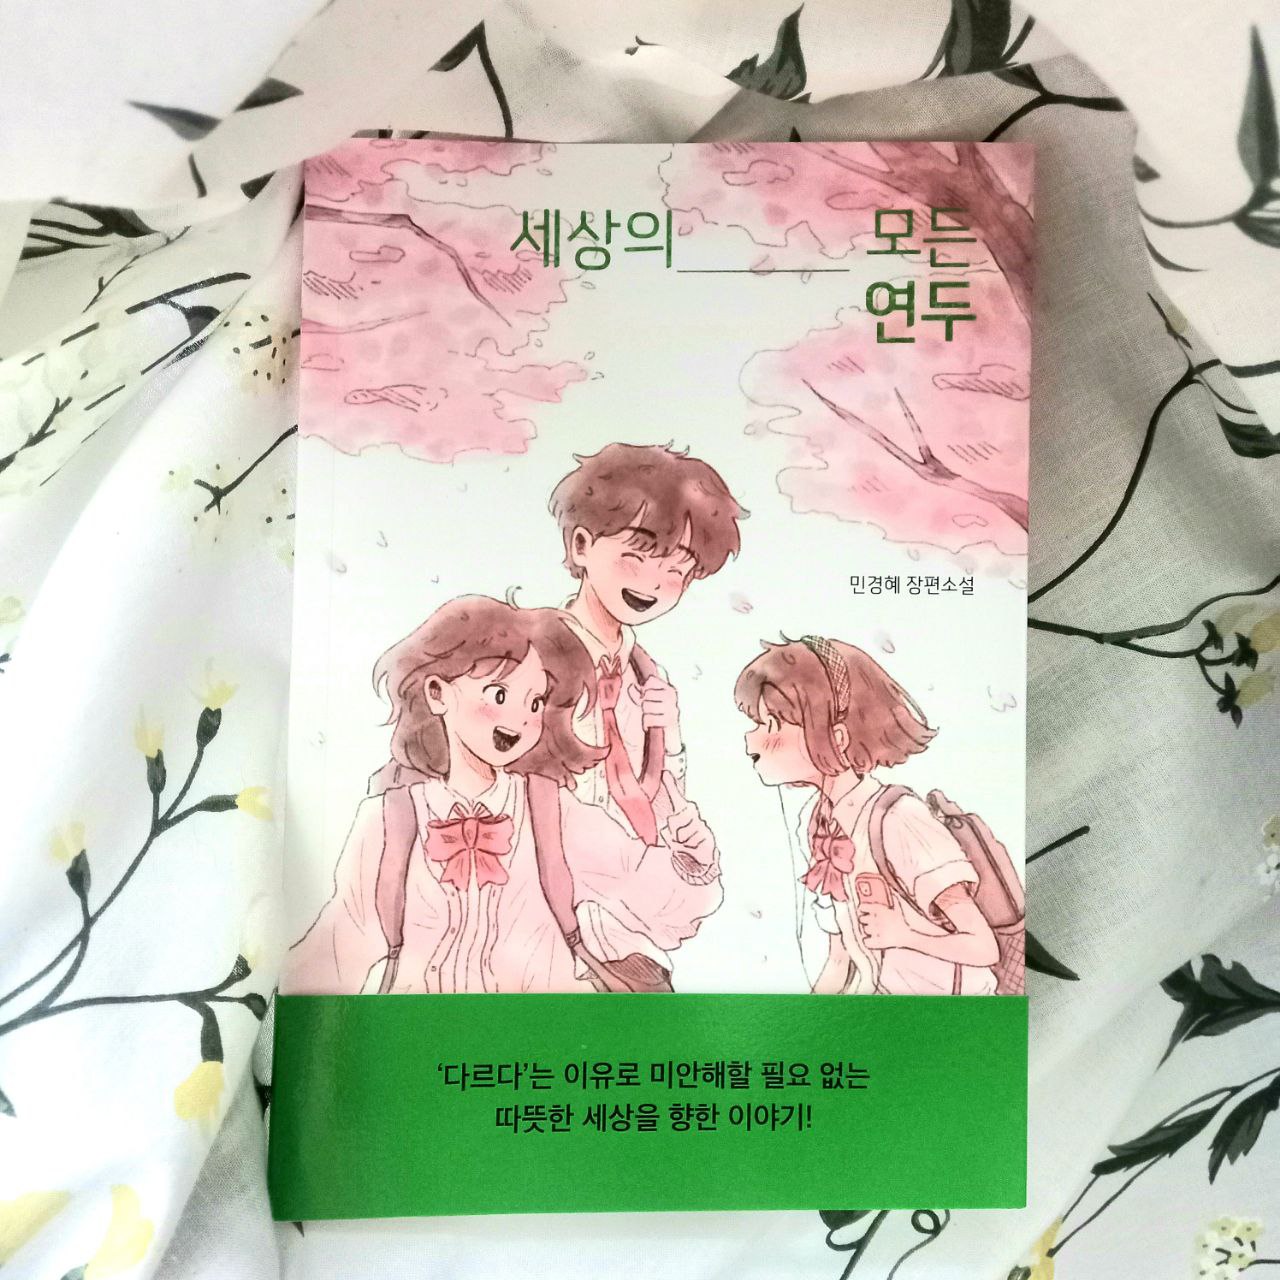 세상의 모든
연두
민경혜 장편소설
‘다르다’는 이유로 미안해할 필요 없는
따뜻한 세상을 향한 이야기!